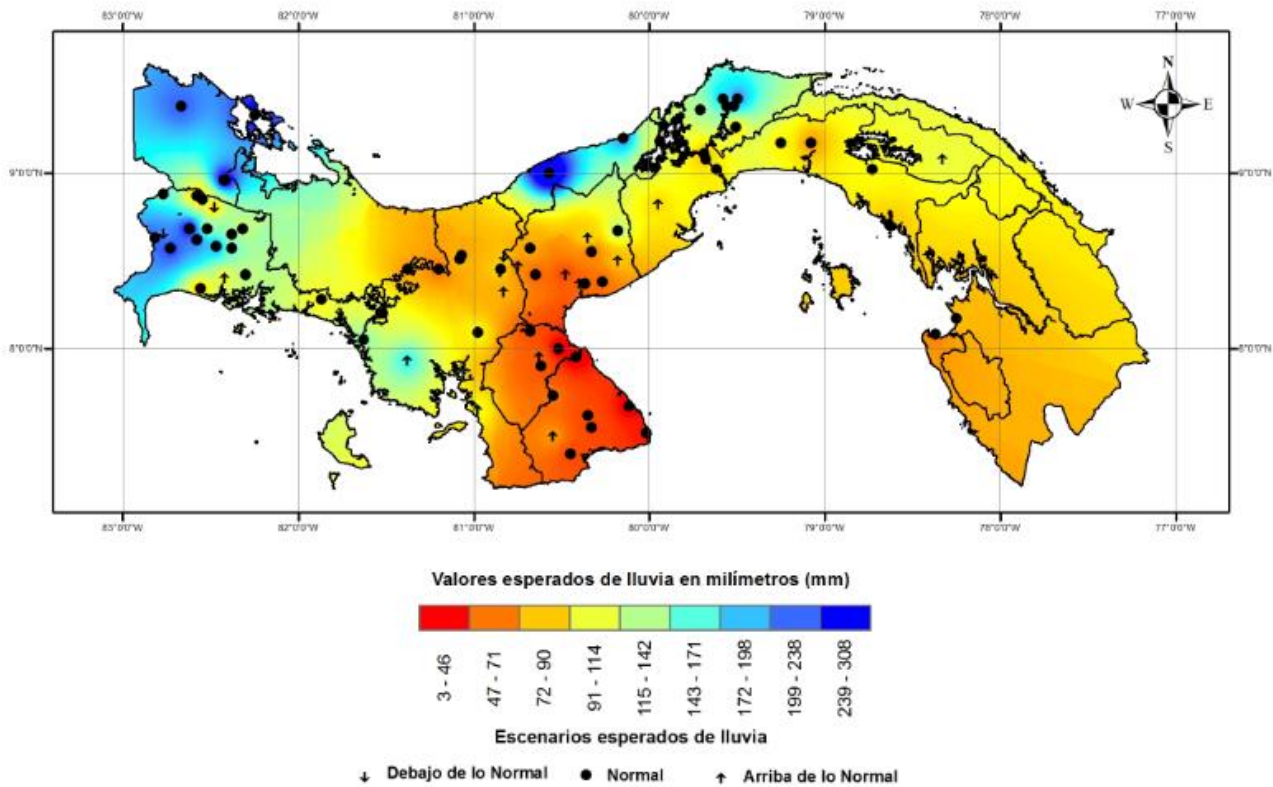 83°0'0"W 82°0'0"W 81°0'0"W 80°0'0"W 79°0'0"W 78°0'0"W 77°0'0"W
N
W E
S
9°0'0"N 9°0'0"N
8°0'0"N 8°0'0"N
83°0'0"W 82°0'0"W 81°0'0"W 80°0'0"W 79°0'0"W 78°0'0"W 77°0'0"W
Valores esperados de lluvia en milímetros (mm)
3 - 46
47 - 71
72 - 90
91 - 114
115 - 142
143 - 171
172 - 198
199 - 238
239 - 308
Escenarios esperados de lluvia
↓ Debajo de lo Normal ● Normal ↑ Arriba de lo Normal